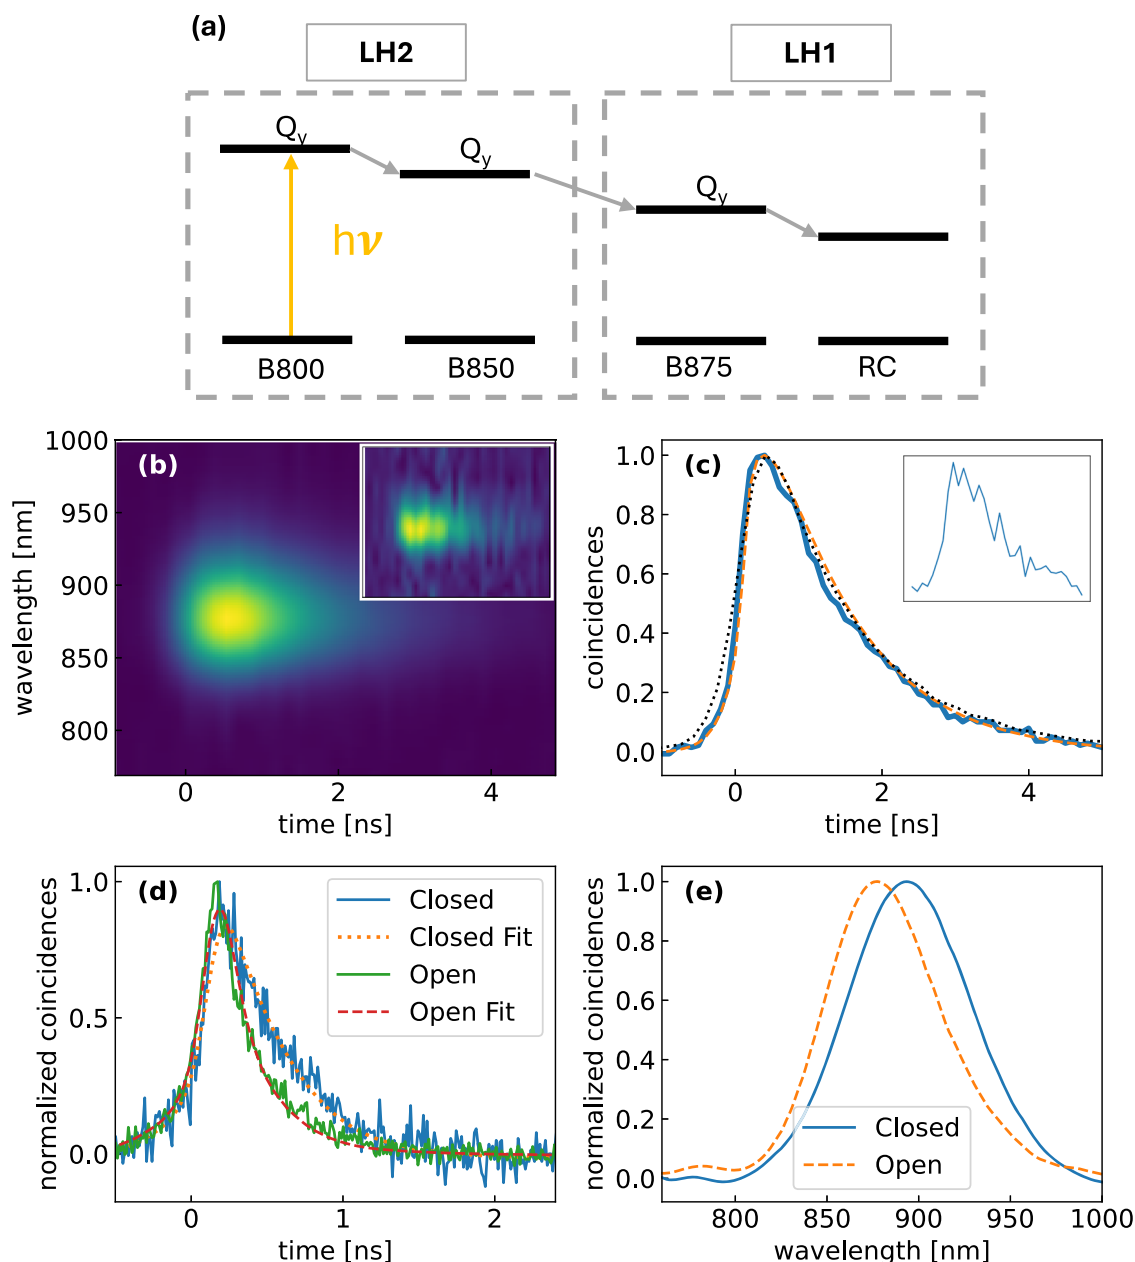 (a)
LH2
LH1
Qy
Qy
Qy
hν
B800
B850
B875
RC
(b)
1000
950
900
850
800
wavelength [nm]
0
2
4
time [ns]
(c)
1.0
0.8
0.6
0.4
0.2
0.0
coincidences
0
2
4
time [ns]
(d)
1.0
0.5
0.0
normalized coincidences
Closed
Closed Fit
Open
Open Fit
0
1
2
time [ns]
(e)
1.0
0.8
0.6
0.4
0.2
0.0
normalized coincidences
Closed
Open
800
850
900
950
1000
wavelength [nm]